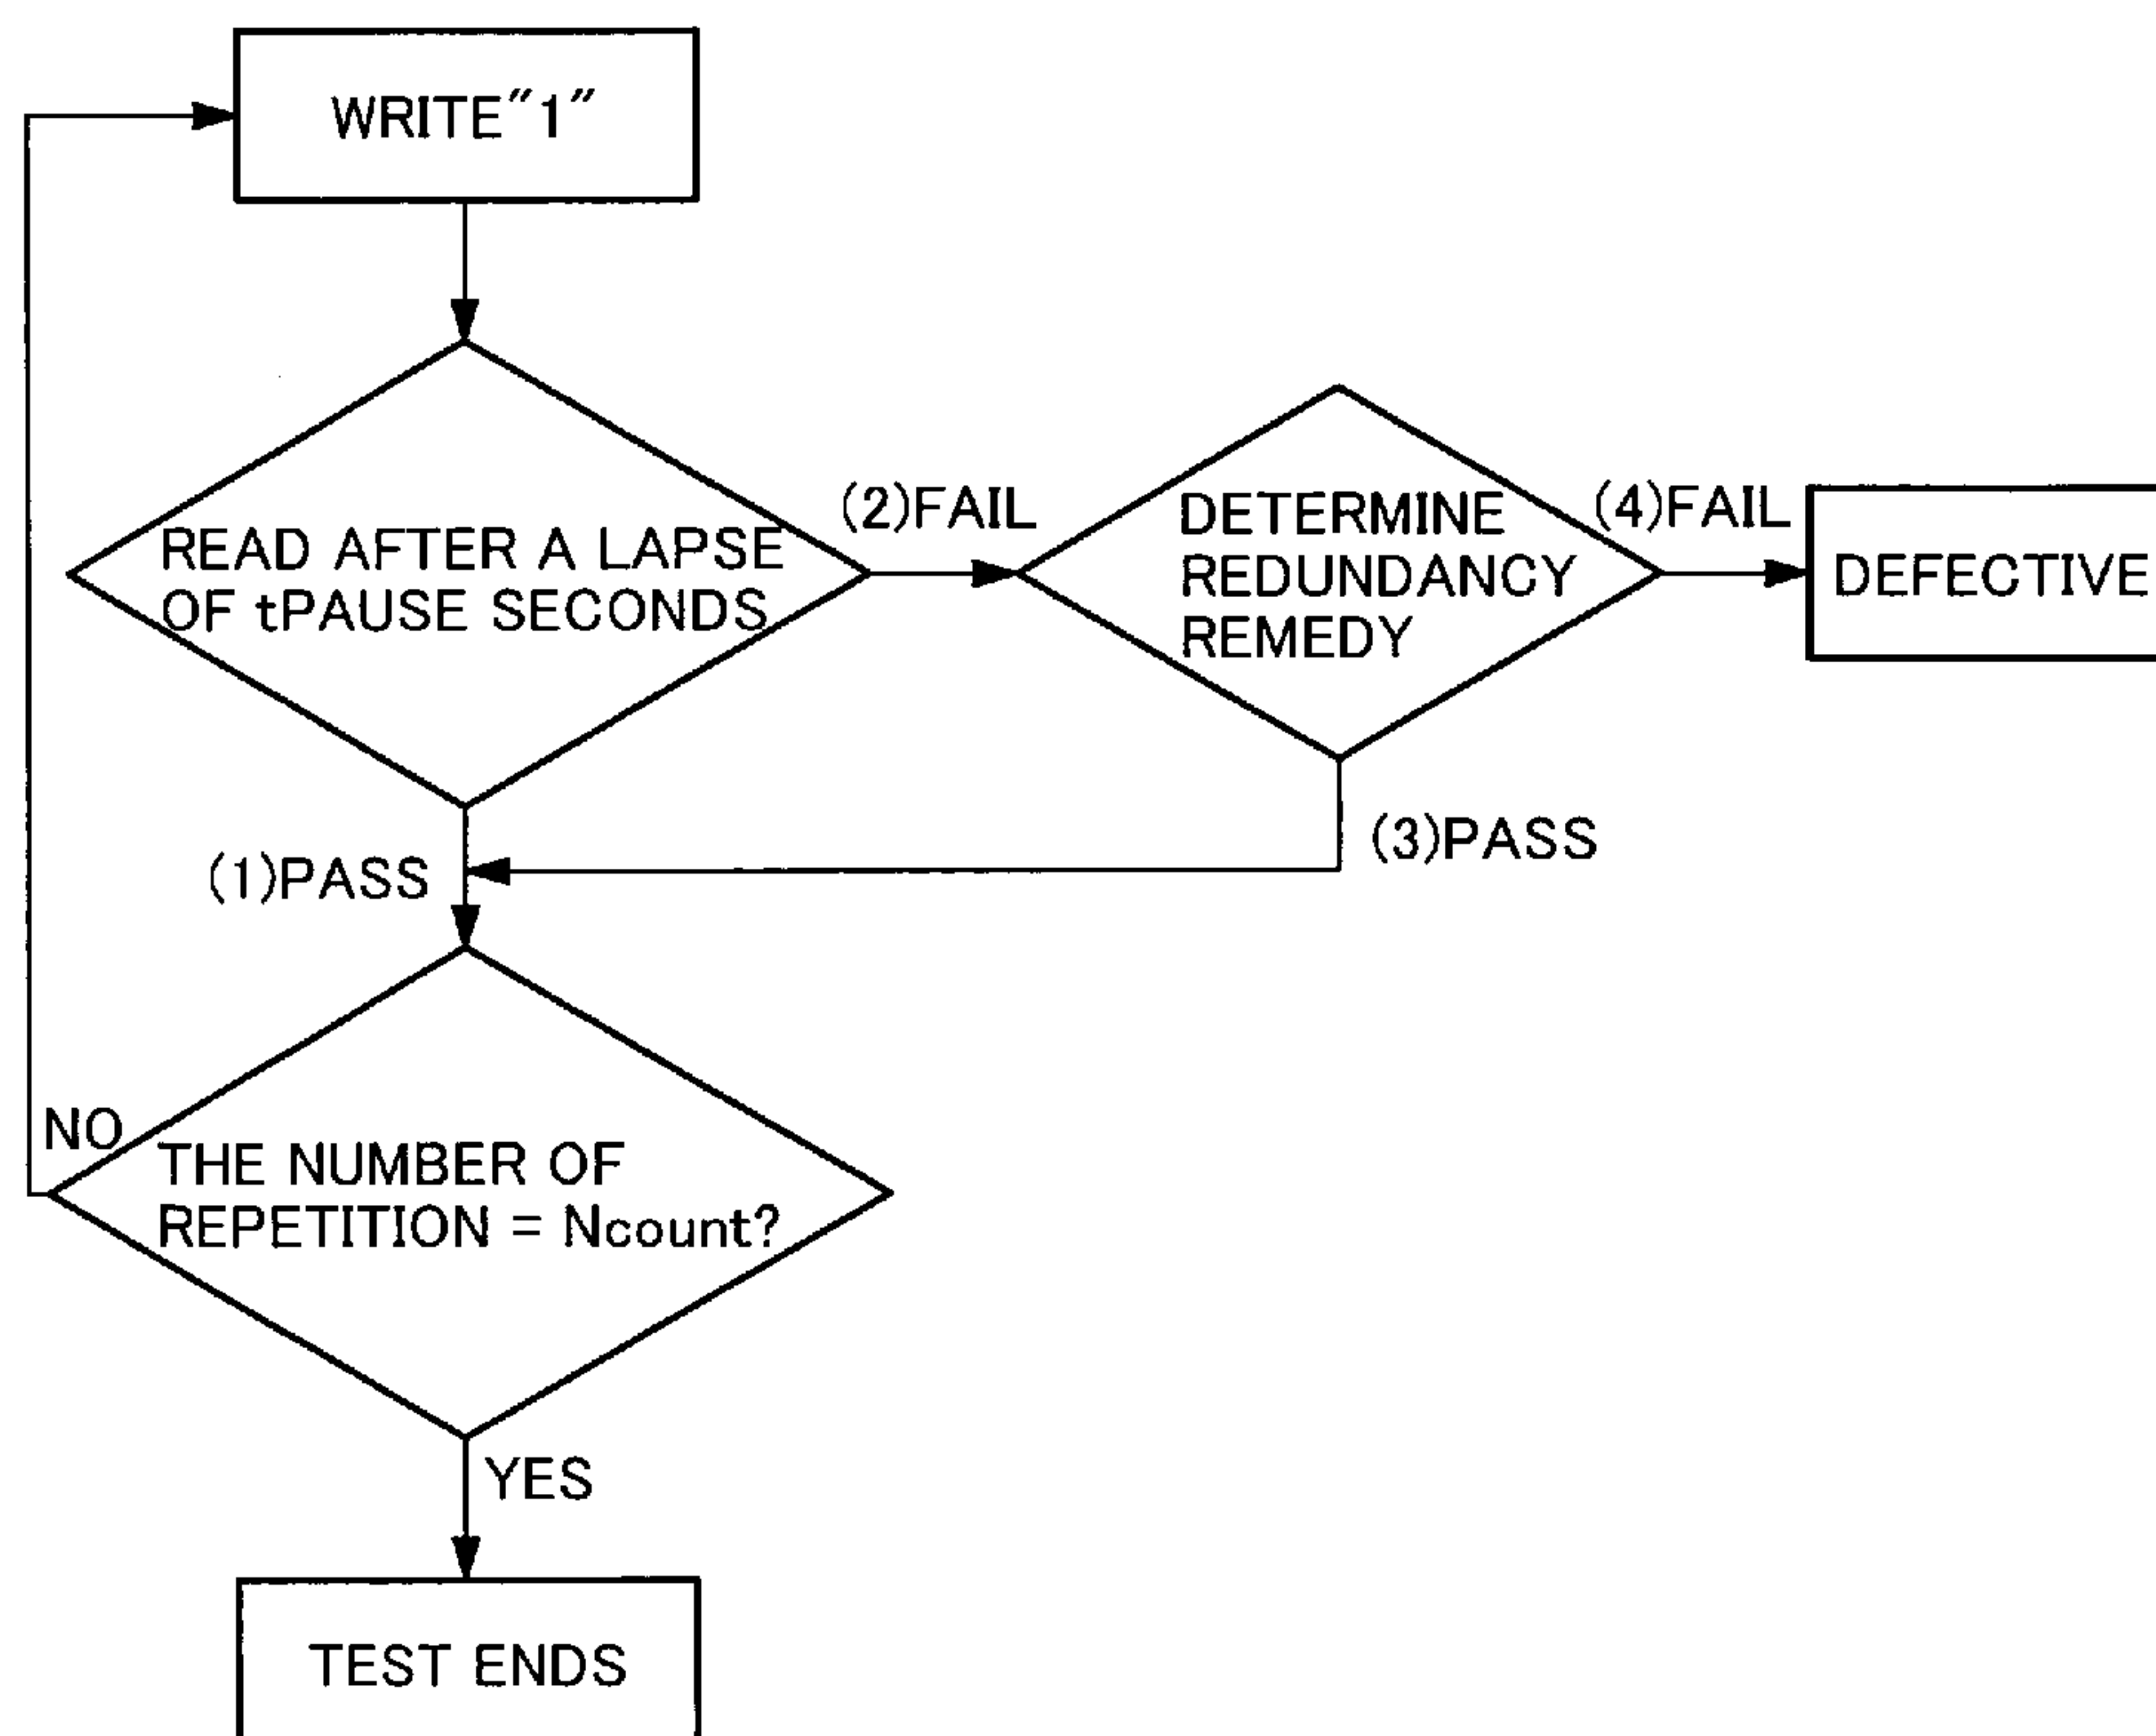 WRITE"1"
READ AFTER A LAPSE
OF tPAUSE SECONDS
(2)FAIL
DETERMINE
REDUNDANCY
REMEDY
(4)FAIL
DEFECTIVE
(1)PASS
(3)PASS
NO
THE NUMBER OF
REPETITION = Ncount?
YES
TEST ENDS